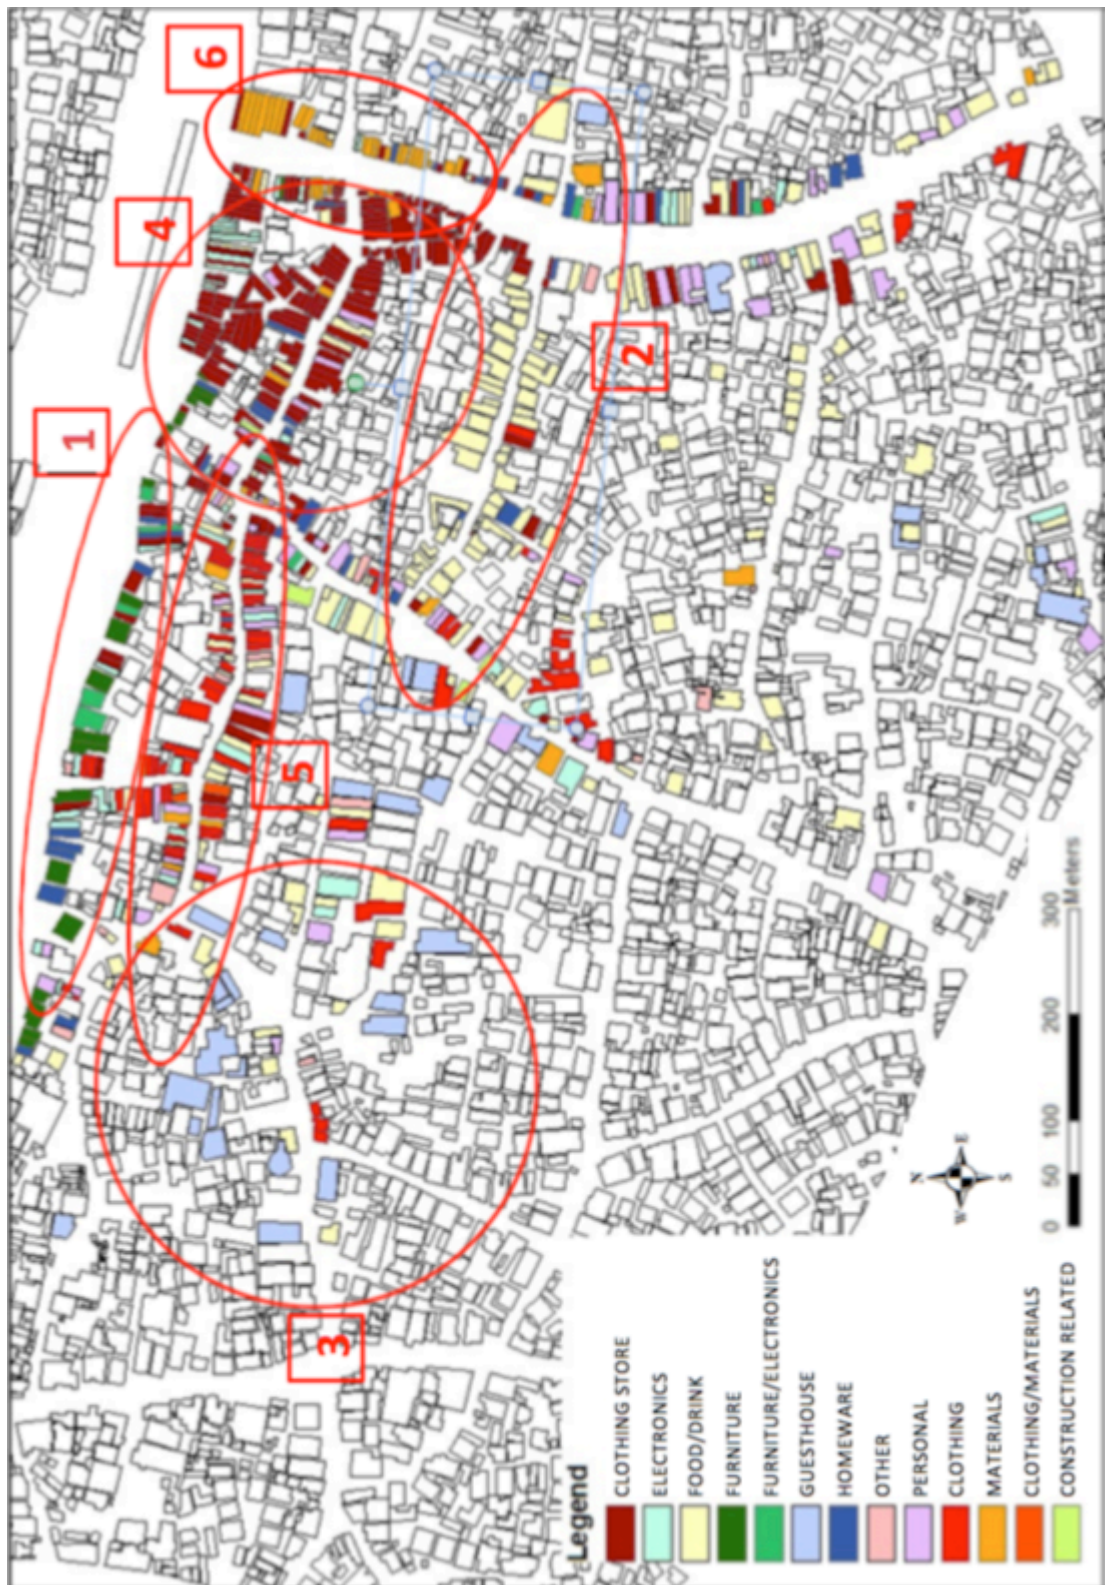 1
2
3
4
5
6
Legend
CLOTHING STORE
ELECTRONICS
FOOD/DRINK
FURNITURE
FURNITURE/ELECTRONICS
GUESTHOUSE
HOMEWARE
OTHER
PERSONAL
CLOTHING
MATERIALS
CLOTHING/MATERIALS
CONSTRUCTION RELATED
N
W E
S
0 50 100 200 300
Meters